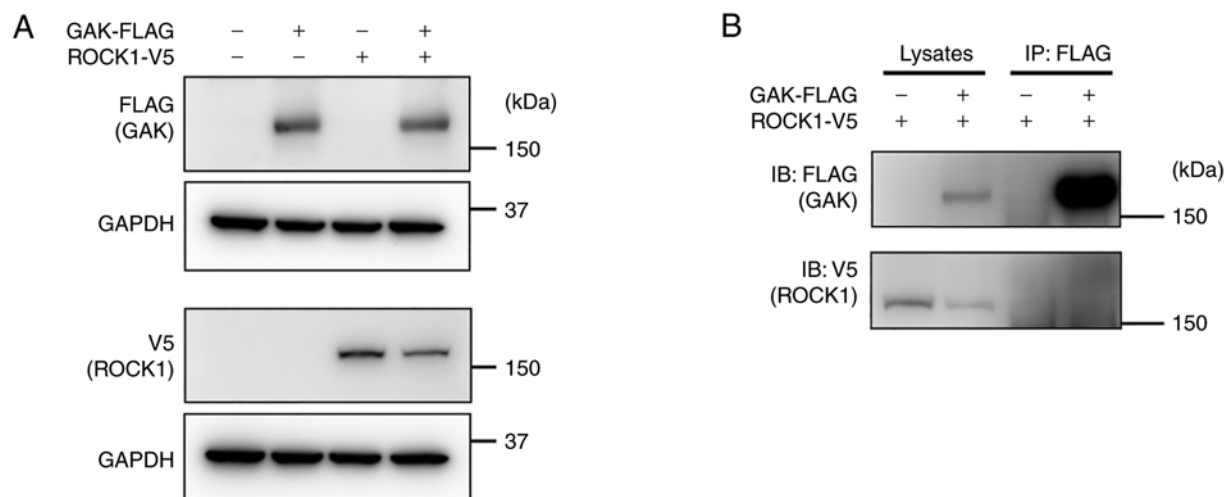 A
GAK-FLAG – + – +
ROCK1-V5 – – + +
FLAG
(GAK)
(kDa)
150
GAPDH
37
V5
(ROCK1)
150
GAPDH
37
B
Lysates IP: FLAG
GAK-FLAG – + – +
ROCK1-V5 + + + +
IB: FLAG
(GAK)
(kDa)
150
IB: V5
(ROCK1)
150